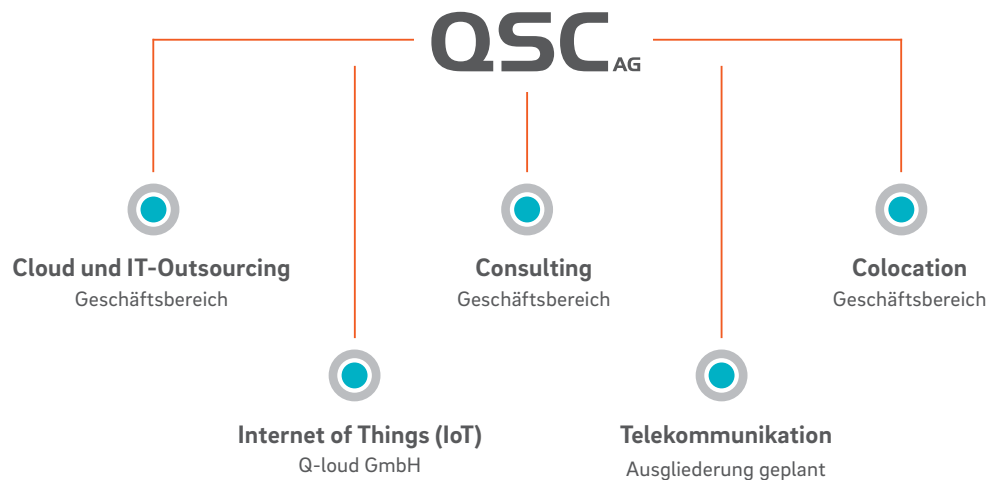 QSC AG
Cloud und IT-Outsourcing
Geschäftsbereich
Consulting
Geschäftsbereich
Colocation
Geschäftsbereich
Internet of Things (IoT)
Q-loud GmbH
Telekommunikation
Ausgliederung geplant